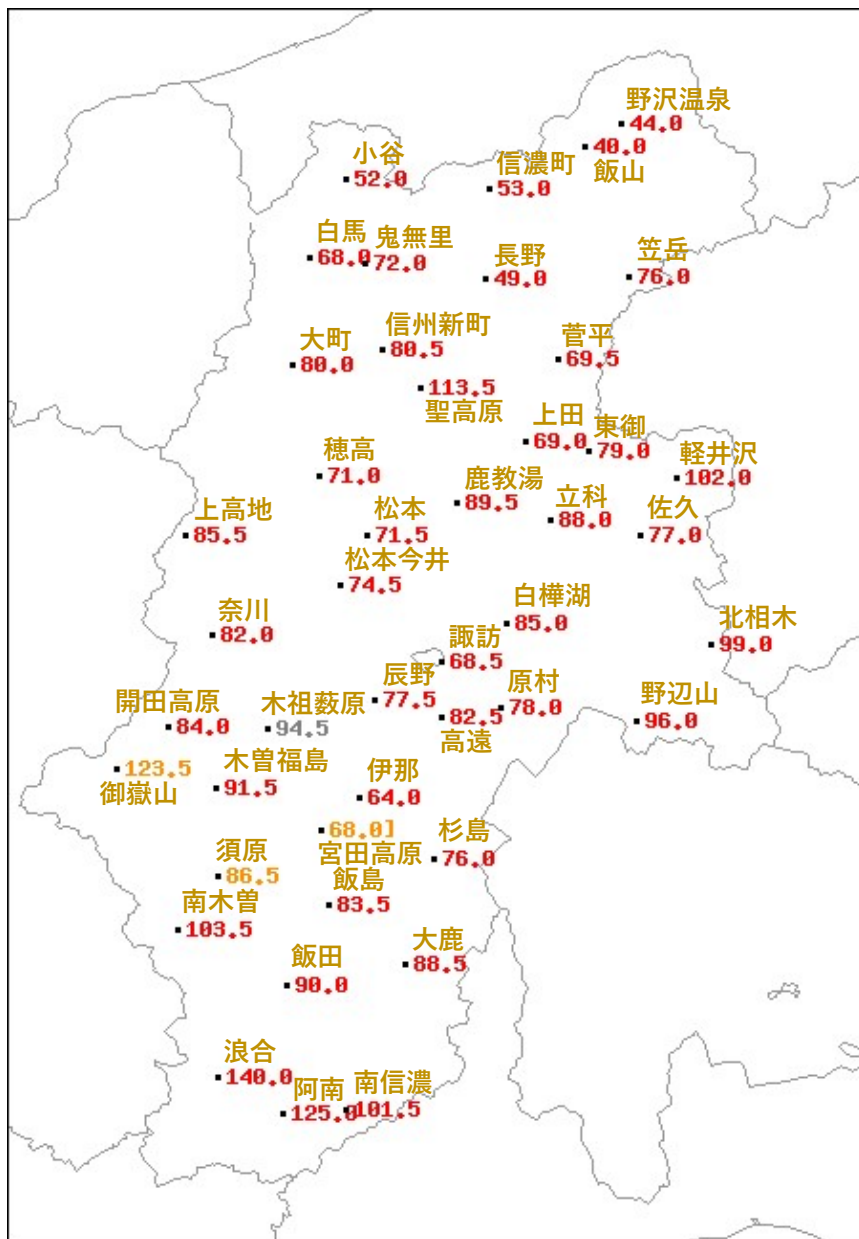 野沢温泉
44.0
40.0
飯山
小谷
52.0
信濃町
53.0
白馬
68.0
鬼無里
72.0
長野
49.0
笠岳
76.0
大町
80.0
信州新町
80.5
菅平
69.5
113.5
聖高原
上田
69.0
東御
79.0
穂高
71.0
鹿教湯
89.5
軽井沢
102.0
上高地
85.5
松本
71.5
立科
88.0
佐久
77.0
松本今井
74.5
奈川
82.0
白樺湖
85.0
北相木
99.0
諏訪
68.5
辰野
77.5
原村
78.0
82.5
高遠
野辺山
96.0
開田高原
84.0
木祖薮原
94.5
123.5
御嶽山
木曽福島
91.5
伊那
64.0
68.0]
宮田高原
杉島
76.0
須原
86.5
飯島
83.5
南木曽
103.5
飯田
90.0
大鹿
88.5
浪合
140.0
阿南
125.0
南信濃
101.5